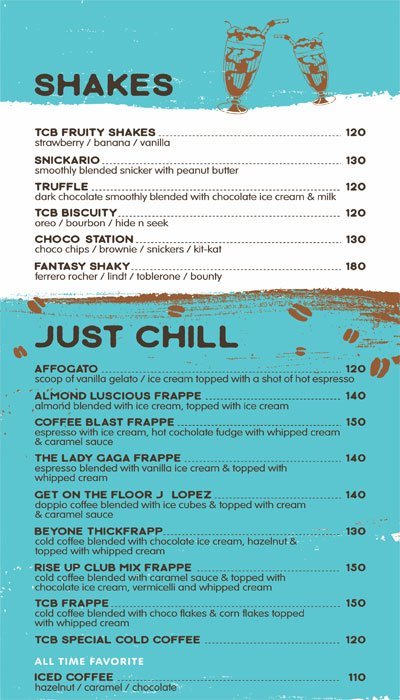 SHAKES
TCB FRUITY SHAKES 120
strawberry / banana / vanilla
SNICKARIO 130
smoothly blended snicker with peanut butter
TRUFFLE 120
dark chocolate smoothly blended with chocolate ice cream & milk
TCB BISCUITY 120
oreo / bourbon / hide n seek
CHOCO STATION 130
choco chips / brownie / snickers / kit-kat
FANTASY SHAKY 180
ferrero rocher / lindt / toblerone / bounty
JUST CHILL
AFFOGATO 120
scoop of vanilla gelato / ice cream topped with a shot of hot espresso
ALMOND LUSCIOUS FRAPPE 140
almond blended with ice cream, topped with ice cream
COFFEE BLAST FRAPPE 150
espresso with ice cream, hot cocholate fudge with whipped cream
& caramel sauce
THE LADY GAGA FRAPPE 140
espresso blended with vanilla ice cream & topped with
whipped cream
GET ON THE FLOOR J LOPEZ 140
doppio coffee blended with ice cubes & topped with cream
& caramel sauce
BEYONE THICKFRAPP 130
cold coffee blended with chocolate ice cream, hazelnut &
topped with whipped cream
RISE UP CLUB MIX FRAPPE 150
cold coffee blended with caramel sauce & topped with
chocolate ice cream, vermicelli and whipped cream
TCB FRAPPE 150
cold coffee blended with choco flakes & corn flakes topped
with whipped cream
TCB SPECIAL COLD COFFEE 120
ALL TIME FAVORITE
ICED COFFEE 110
hazelnut / caramel / chocolate